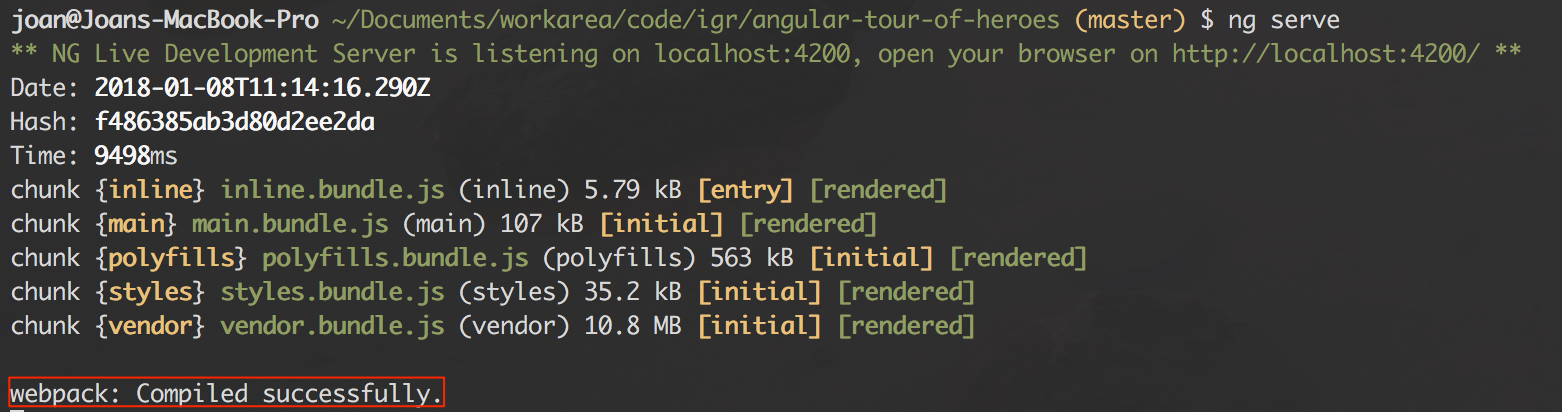 joan@Joans-MacBook-Pro ~/Documents/workarea/code/igr/angular-tour-of-heroes (master) $ ng serve
** NG Live Development Server is listening on localhost:4200, open your browser on http://localhost:4200/ **
Date: 2018-01-08T11:14:16.290Z
Hash: f486385ab3d80d2ee2da
Time: 9498ms
chunk {inline} inline.bundle.js (inline) 5.79 kB [entry] [rendered]
chunk {main} main.bundle.js (main) 107 kB [initial] [rendered]
chunk {polyfills} polyfills.bundle.js (polyfills) 563 kB [initial] [rendered]
chunk {styles} styles.bundle.js (styles) 35.2 kB [initial] [rendered]
chunk {vendor} vendor.bundle.js (vendor) 10.8 MB [initial] [rendered]
webpack: Compiled successfully.